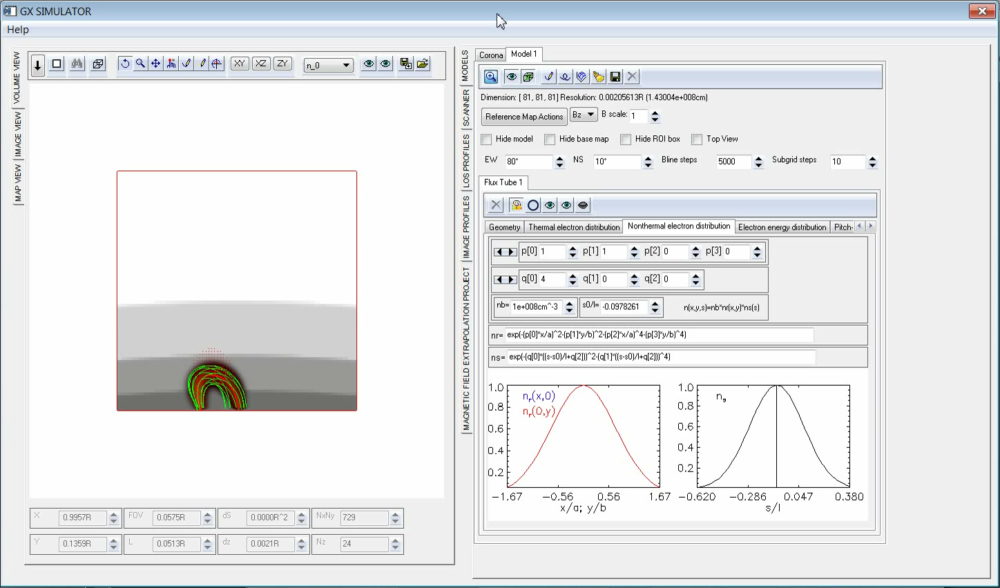 GX SIMULATOR
Help
VOLUME VIEW
IMAGE VIEW
MAP VIEW
XY XZ ZY n_0
X 0.9957R FOV 0.0575R dS 0.0000R^2 NxNy 729
Y 0.1359R L 0.0513R dz 0.0021R Nz 24
MODELS
SCANNER
LOS PROFILES
IMAGE PROFILES
MAGNETIC FIELD EXTRAPOLATION PROJECT
Corona Model 1
Dimension: [ 81, 81, 81] Resolution: 0.00205613R (1.43004e+008cm)
Reference Map Actions Bz B scale: 1
Hide model Hide base map Hide ROI box Top View
EW 80° NS 10° Bline steps 5000 Subgrid steps 10
Flux Tube 1
Geometry Thermal electron distribution Nonthermal electron distribution Electron energy distribution Pitch-
p[0] 1 p[1] 1 p[2] 0 p[3] 0
q[0] 4 q[1] 0 q[2] 0
nb= 1e+008cm^-3 s0/l= -0.0978261 n(x,y,s)=nb*nr(x,y)*ns(s)
nr= exp(-(p[0]*x/a)^2-(p[1]*y/b)^2-(p[2]*x/a)^4-(p[3]*y/b)^4)
ns= exp(-(q[0]*((s-s0)/l+q[2]))^2-(q[1]*((s-s0)/l+q[2]))^4)
1.0
0.8
0.6
0.4
0.2
nr(x,0)
nr(0,y)
−1.67 −0.56 0.56 1.67
x/a; y/b
1.0
0.8
0.6
0.4
0.2
ns
−0.620 −0.286 0.047 0.380
s/l